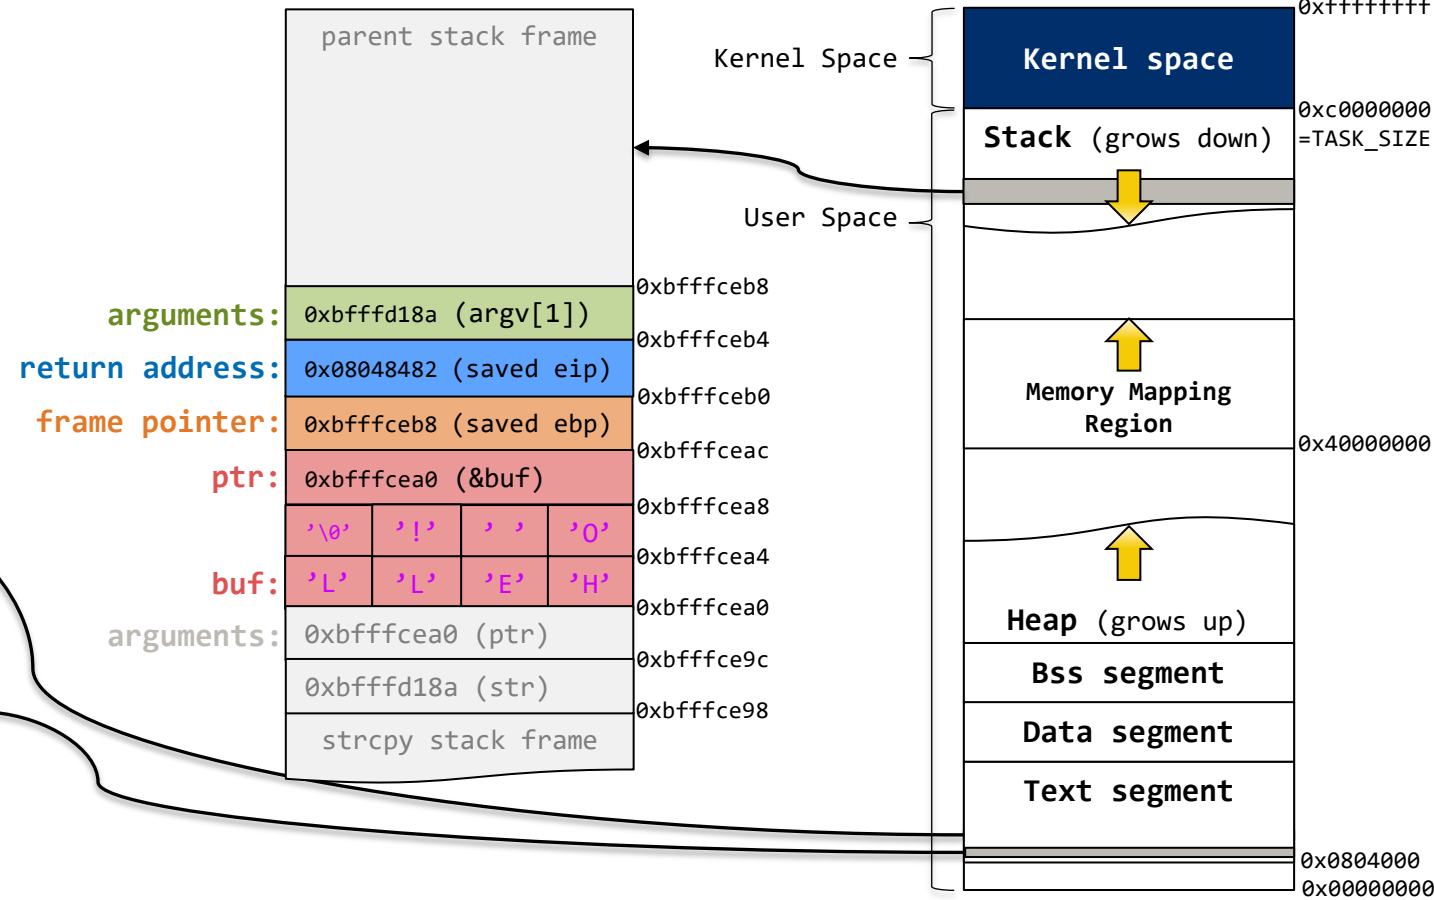 parent stack frame
0xbfffceb8
arguments: 0xbfffd18a (argv[1])
0xbfffceb4
return address: 0x08048482 (saved eip)
0xbfffceb0
frame pointer: 0xbfffceb8 (saved ebp)
0xbfffceac
ptr: 0xbfffcea0 (&buf)
0xbfffcea8
’\0’ ’!’ ’ ’ ’O’
0xbfffcea4
buf: ’L’ ’L’ ’E’ ’H’
0xbfffcea0
arguments: 0xbfffcea0 (ptr)
0xbfffce9c
0xbfffd18a (str)
0xbfffce98
strcpy stack frame
Kernel Space
User Space
0xffffffff
Kernel space
0xc0000000
=TASK_SIZE
Stack (grows down)
Memory Mapping
Region
0x40000000
Heap (grows up)
Bss segment
Data segment
Text segment
0x0804000
0x00000000